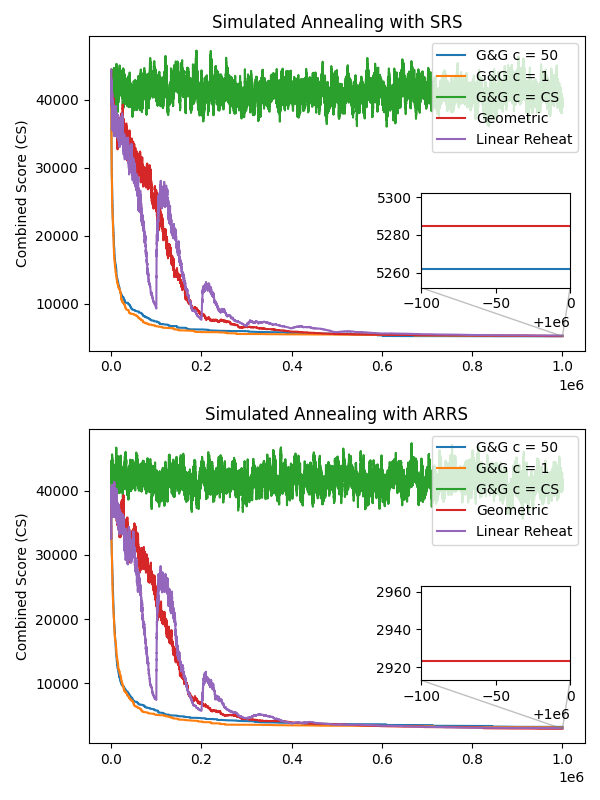 Simulated Annealing with SRS
Combined Score (CS)
40000
30000
20000
10000
G&G c = 50
G&G c = 1
G&G c = CS
Geometric
Linear Reheat
5300
5280
5260
−100
−50
0
+1e6
0.0
0.2
0.4
0.6
0.8
1.0
1e6
Simulated Annealing with ARRS
Combined Score (CS)
40000
30000
20000
10000
G&G c = 50
G&G c = 1
G&G c = CS
Geometric
Linear Reheat
2960
2940
2920
−100
−50
0
+1e6
0.0
0.2
0.4
0.6
0.8
1.0
1e6